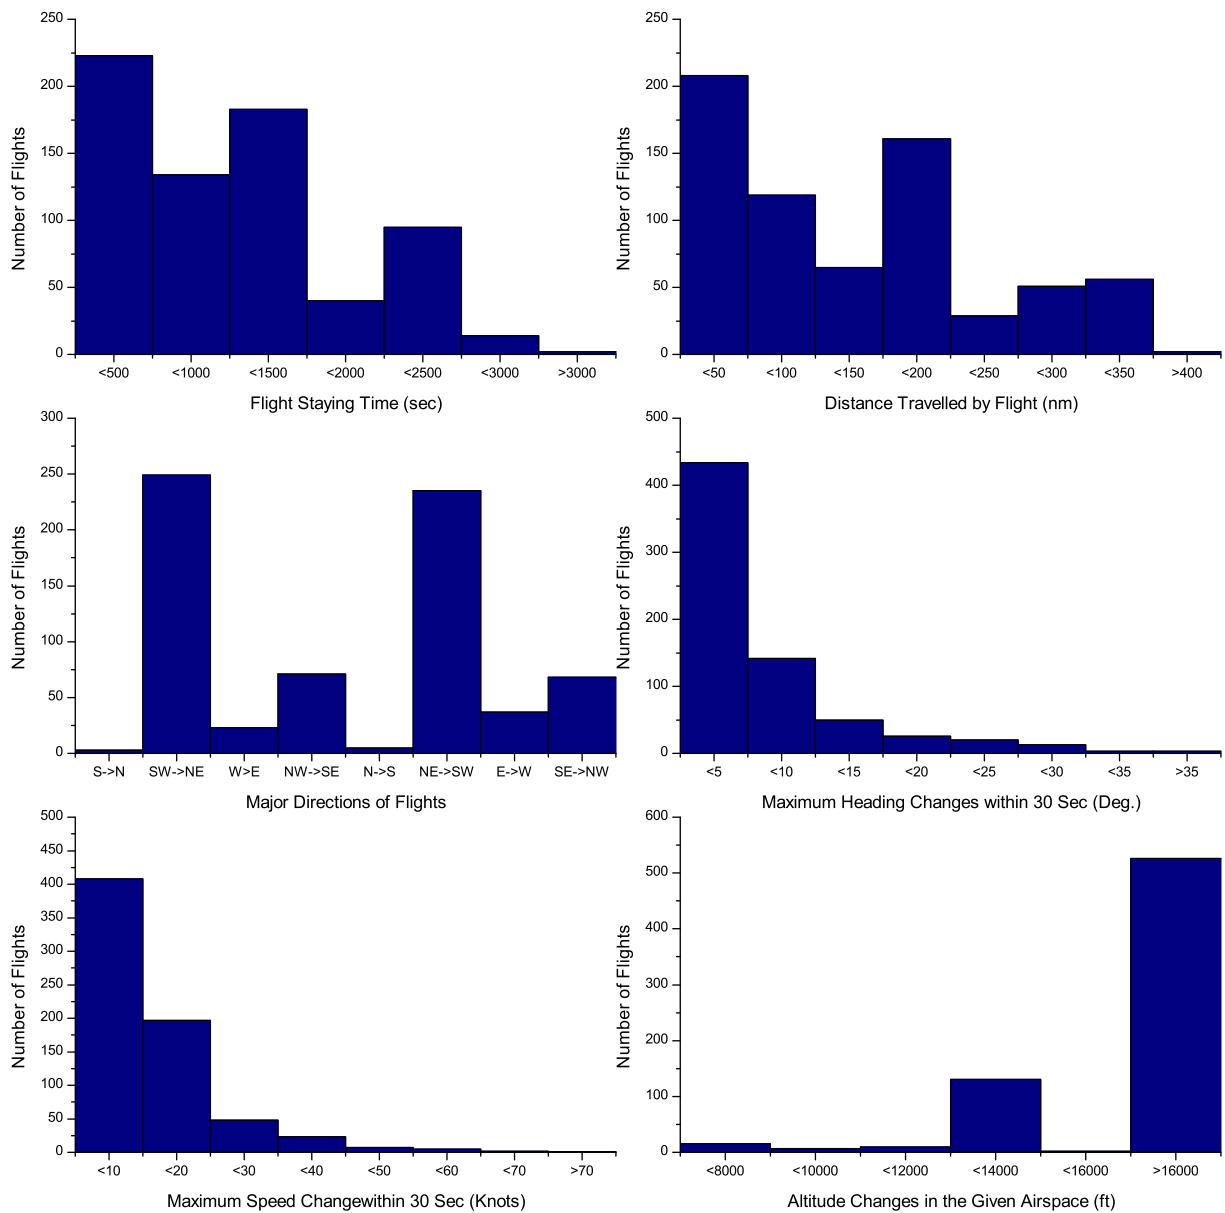 250
200
150
100
50
0
Number of Flights
<500 <1000 <1500 <2000 <2500 <3000 >3000
Flight Staying Time (sec)
250
200
150
100
50
0
Number of Flights
<50 <100 <150 <200 <250 <300 <350 >400
Distance Travelled by Flight (nm)
300
250
200
150
100
50
0
Number of Flights
S->N SW->NE W>E NW->SE N->S NE->SW E->W SE->NW
Major Directions of Flights
500
400
300
200
100
0
Number of Flights
<5 <10 <15 <20 <25 <30 <35 >35
Maximum Heading Changes within 30 Sec (Deg.)
500
450
400
350
300
250
200
150
100
50
0
Number of Flights
<10 <20 <30 <40 <50 <60 <70 >70
Maximum Speed Changewithin 30 Sec (Knots)
600
500
400
300
200
100
0
Number of Flights
<8000 <10000 <12000 <14000 <16000 >16000
Altitude Changes in the Given Airspace (ft)